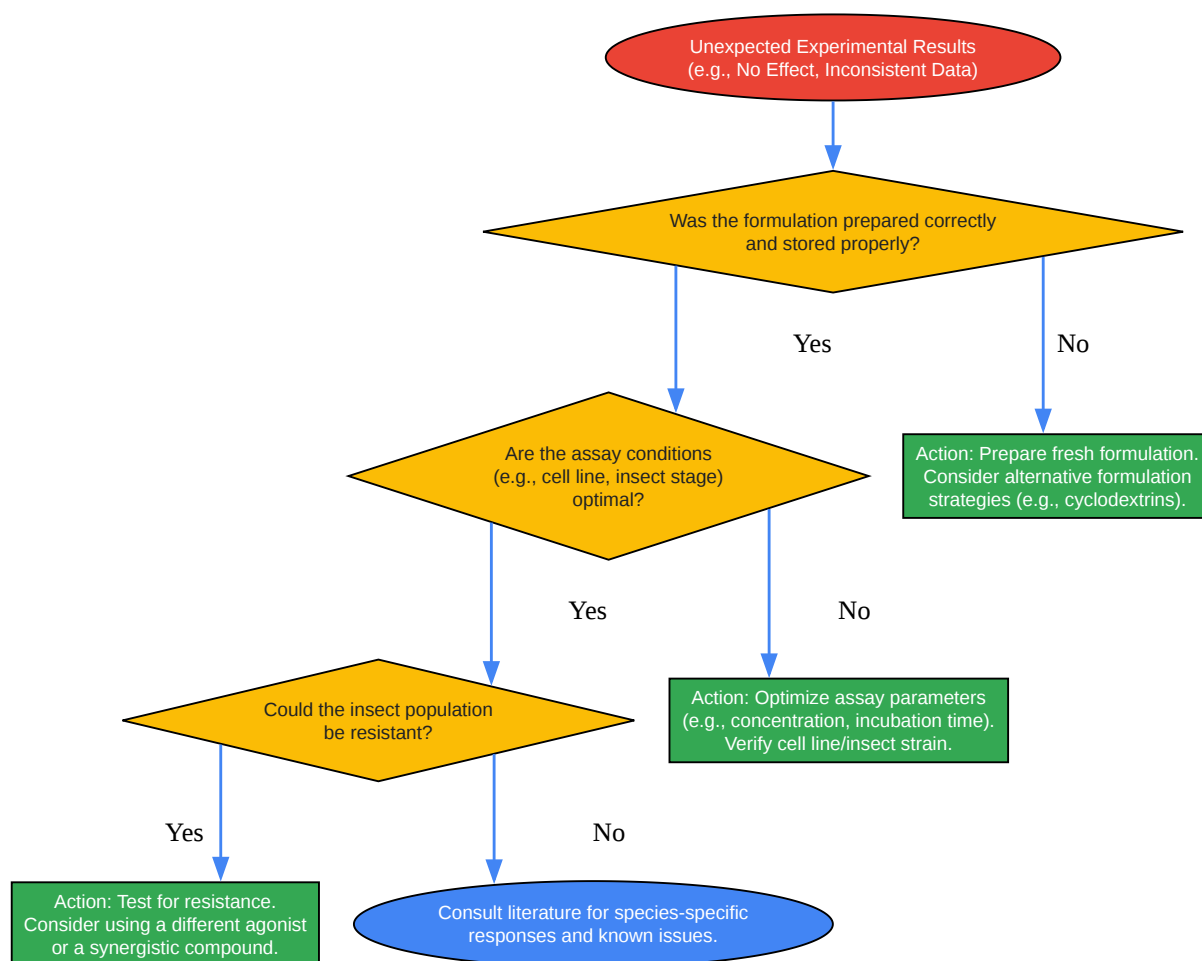 Unexpected Experimental Results
(e.g., No Effect, Inconsistent Data)
Was the formulation prepared correctly
and stored properly?
Yes
No
Are the assay conditions
(e.g., cell line, insect stage)
optimal?
Action: Prepare fresh formulation.
Consider alternative formulation
strategies (e.g., cyclodextrins).
Yes
No
Could the insect population
be resistant?
Action: Optimize assay parameters
(e.g., concentration, incubation time).
Verify cell line/insect strain.
Yes
No
Action: Test for resistance.
Consider using a different agonist
or a synergistic compound.
Consult literature for species-specific
responses and known issues.